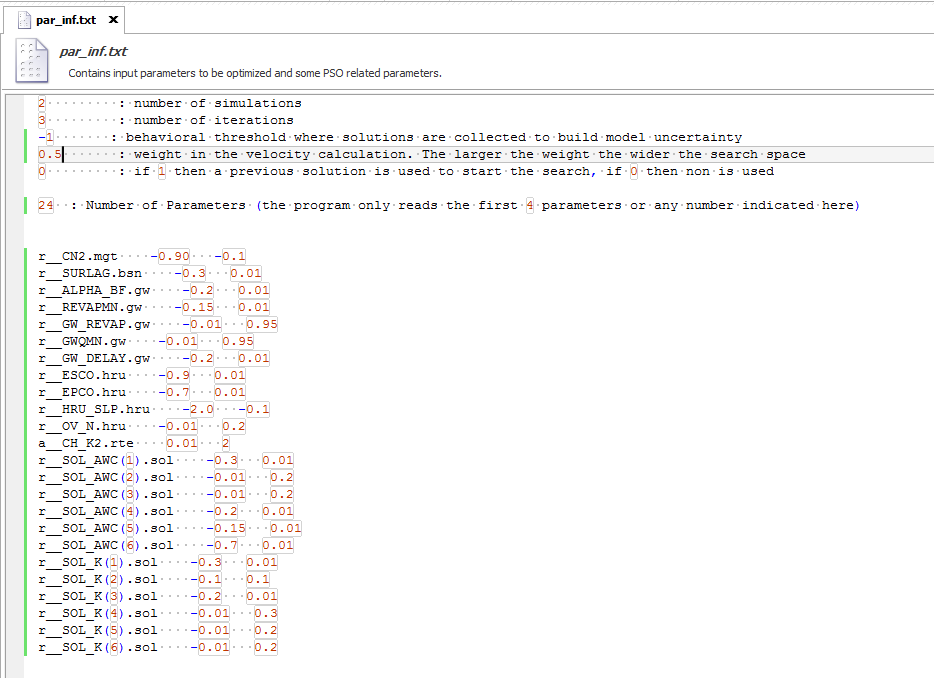 par_inf.txt
par_inf.txt
Contains input parameters to be optimized and some PSO related parameters.
2 : number of simulations
3 : number of iterations
-1 : behavioral threshold where solutions are collected to build model uncertainty
0.5 : weight in the velocity calculation. The larger the weight the wider the search space
0 : if 1 then a previous solution is used to start the search, if 0 then non is used
24 : Number of Parameters (the program only reads the first 4 parameters or any number indicated here)
r__CN2.mgt -0.90 -0.1
r__SURLAG.bsn -0.3 0.01
r__ALPHA_BF.gw -0.2 0.01
r__REVAPMN.gw -0.15 0.01
r__GW_REVAP.gw -0.01 0.95
r__GWQMN.gw -0.01 0.95
r__GW_DELAY.gw -0.2 0.01
r__ESCO.hru -0.9 0.01
r__EPCO.hru -0.7 0.01
r__HRU_SLP.hru -2.0 -0.1
r__OV_N.hru -0.01 0.2
a__CH_K2.rte 0.01 2
r__SOL_AWC(1).sol -0.3 0.01
r__SOL_AWC(2).sol -0.01 0.2
r__SOL_AWC(3).sol -0.01 0.2
r__SOL_AWC(4).sol -0.2 0.01
r__SOL_AWC(5).sol -0.15 0.01
r__SOL_AWC(6).sol -0.7 0.01
r__SOL_K(1).sol -0.3 0.01
r__SOL_K(2).sol -0.1 0.1
r__SOL_K(3).sol -0.2 0.01
r__SOL_K(4).sol -0.01 0.3
r__SOL_K(5).sol -0.01 0.2
r__SOL_K(6).sol -0.01 0.2